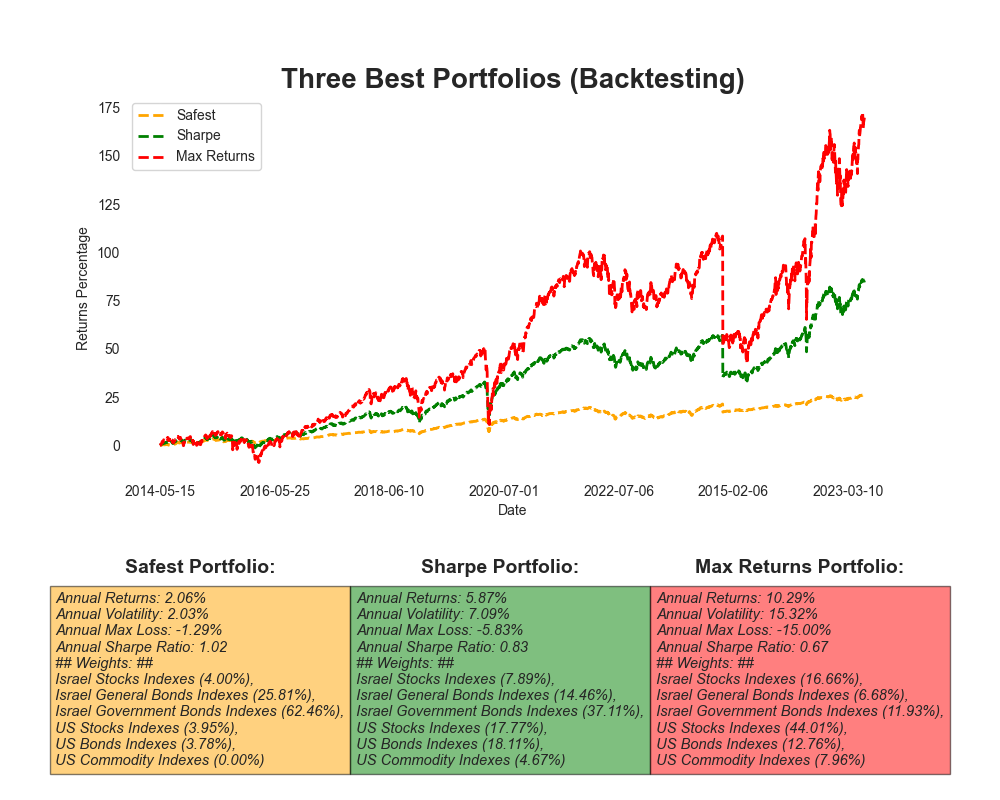 Three Best Portfolios (Backtesting)
Safest
Sharpe
Max Returns
175
150
125
100
75
50
25
0
Returns Percentage
2014-05-15 2016-05-25 2018-06-10 2020-07-01 2022-07-06 2015-02-06 2023-03-10
Date
Safest Portfolio:
Annual Returns: 2.06%
Annual Volatility: 2.03%
Annual Max Loss: -1.29%
Annual Sharpe Ratio: 1.02
## Weights: ##
Israel Stocks Indexes (4.00%),
Israel General Bonds Indexes (25.81%),
Israel Government Bonds Indexes (62.46%),
US Stocks Indexes (3.95%),
US Bonds Indexes (3.78%),
US Commodity Indexes (0.00%)
Sharpe Portfolio:
Annual Returns: 5.87%
Annual Volatility: 7.09%
Annual Max Loss: -5.83%
Annual Sharpe Ratio: 0.83
## Weights: ##
Israel Stocks Indexes (7.89%),
Israel General Bonds Indexes (14.46%),
Israel Government Bonds Indexes (37.11%),
US Stocks Indexes (17.77%),
US Bonds Indexes (18.11%),
US Commodity Indexes (4.67%)
Max Returns Portfolio:
Annual Returns: 10.29%
Annual Volatility: 15.32%
Annual Max Loss: -15.00%
Annual Sharpe Ratio: 0.67
## Weights: ##
Israel Stocks Indexes (16.66%),
Israel General Bonds Indexes (6.68%),
Israel Government Bonds Indexes (11.93%),
US Stocks Indexes (44.01%),
US Bonds Indexes (12.76%),
US Commodity Indexes (7.96%)